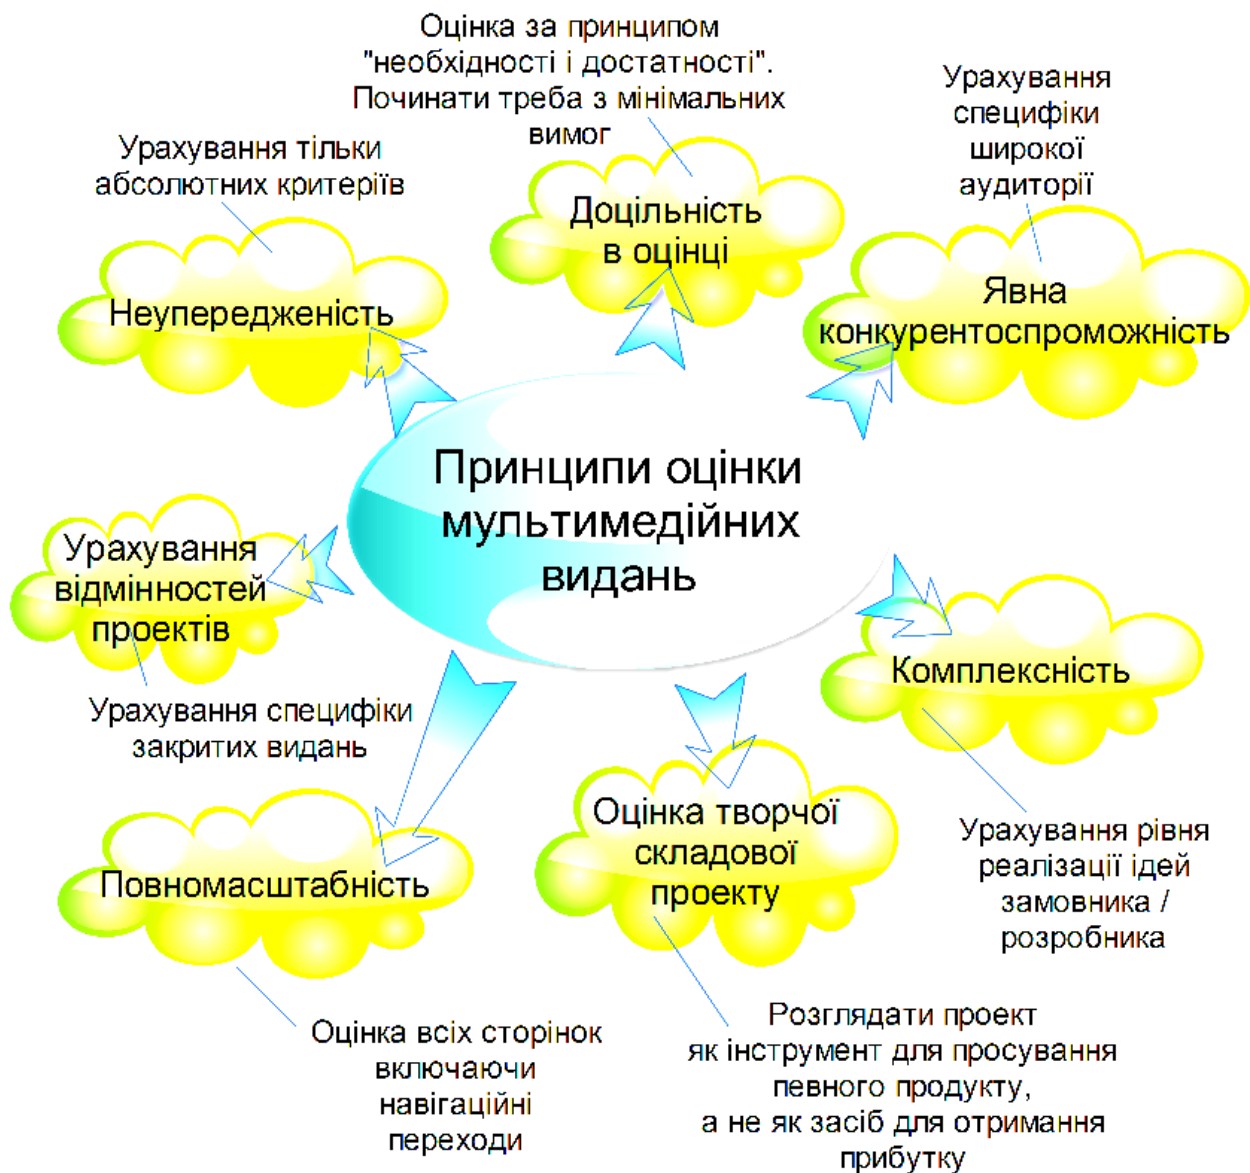 Оцінка за принципом
"необхідності і достатності".
Починати треба з мінімальних
вимог
Урахування
специфіки
широкої
аудиторії
Урахування тільки
абсолютних критеріїв
Доцільність
в оцінці
Неупередженість
Явна
конкурентоспроможність
Принципи оцінки
мультимедійних
видань
Урахування
відмінностей
проектів
Урахування специфіки
закритих видань
Комплексність
Урахування рівня
реалізації ідей
замовника /
розробника
Повномасштабність
Оцінка творчої
складової
проекту
Оцінка всіх сторінок
включаючи
навігаційні
переходи
Розглядати проект
як інструмент для просування
певного продукту,
а не як засіб для отримання
прибутку